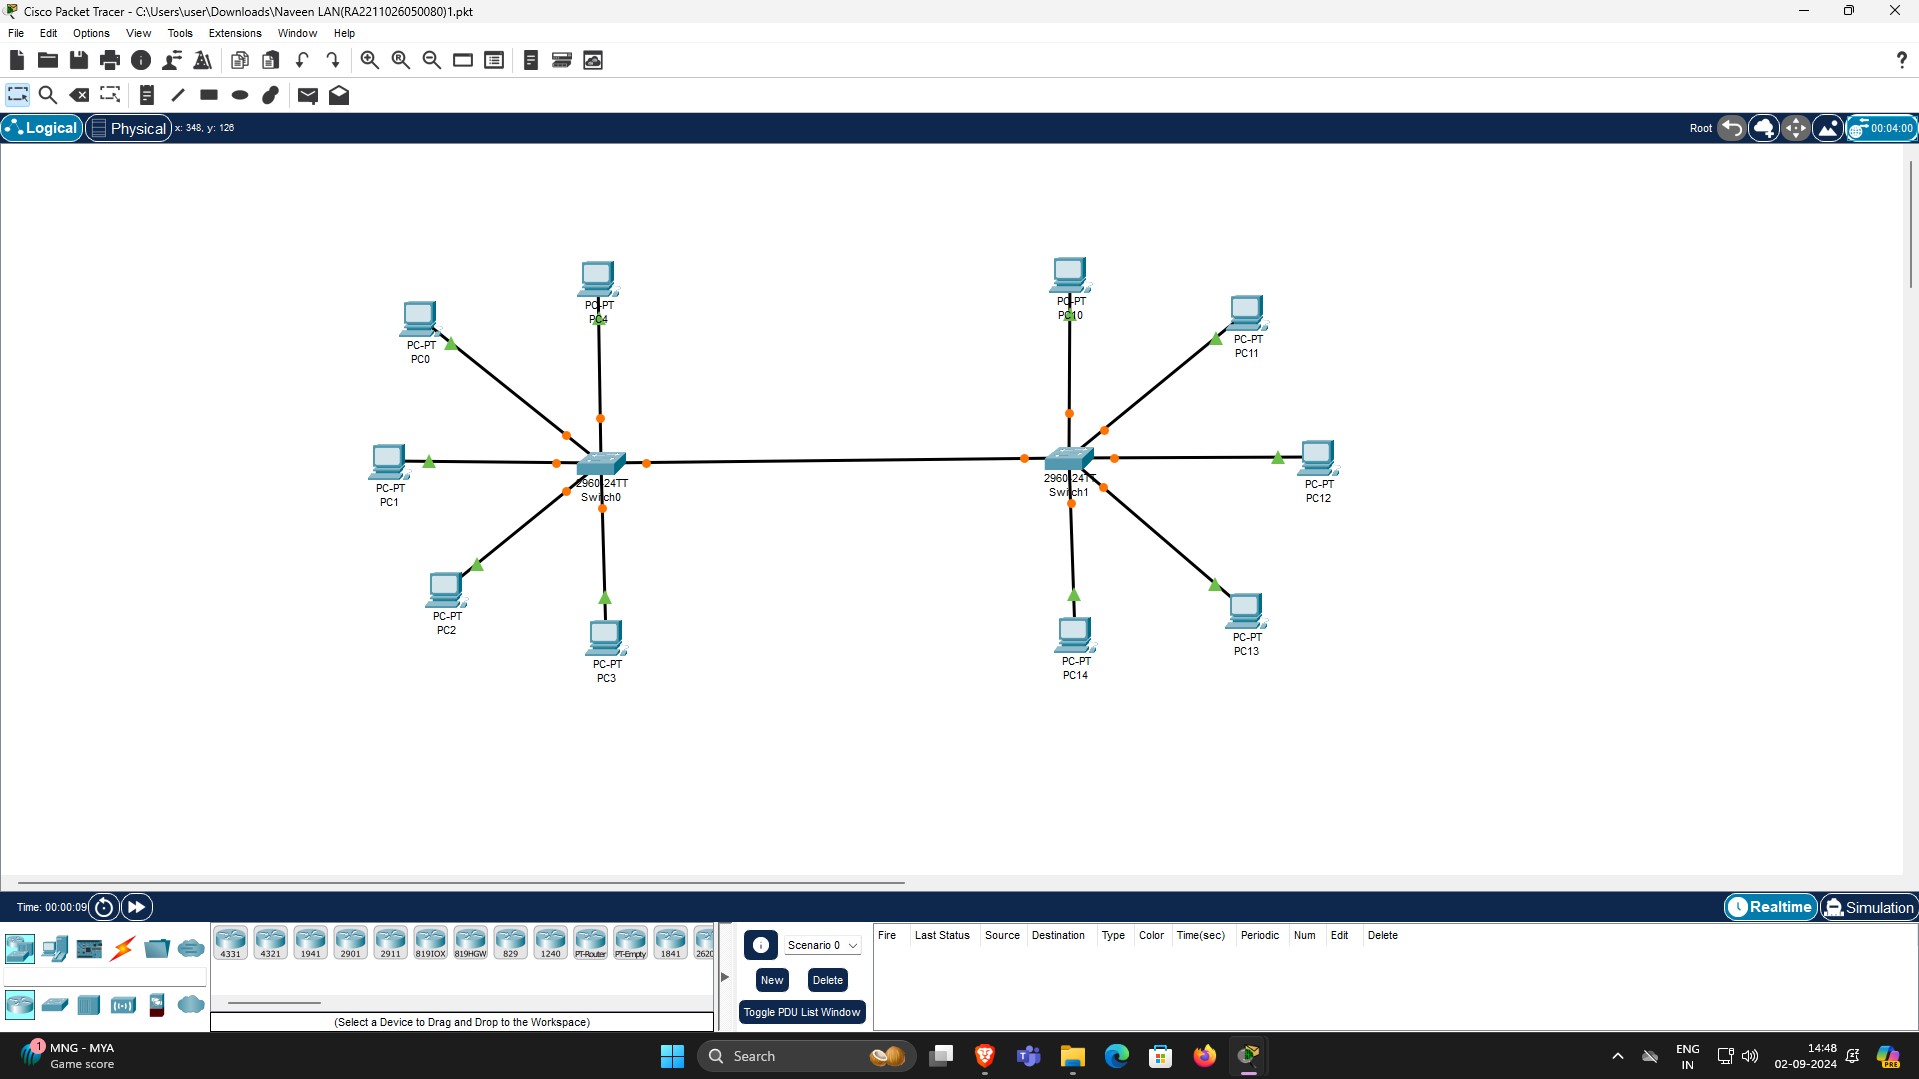 Cisco Packet Tracer - C:\Users\user\Downloads\Naveen LAN(RA2211026050080)1.pkt
File Edit Options View Tools Extensions Window Help
Logical Physical x: 348, y: 126 Root 00:04:00
PC-PT
PC4
PC-PT
PC10
PC-PT
PC0
PC-PT
PC11
2960-24TT
Switch0
2960-24TT
Switch1
PC-PT
PC1
PC-PT
PC12
PC-PT
PC2
PC-PT
PC13
PC-PT
PC3
PC-PT
PC14
Time: 00:00:09 Realtime Simulation
4331 4321 1941 2901 2911 819IOX 819HGW 829 1240 PT-Router PT-Empty 1841 2620
(Select a Device to Drag and Drop to the Workspace)
Scenario 0
New Delete
Toggle PDU List Window
Fire Last Status Source Destination Type Color Time(sec) Periodic Num Edit Delete
1
MNG - MYA
Game score
Search
ENG
IN
14:48
02-09-2024
PRE